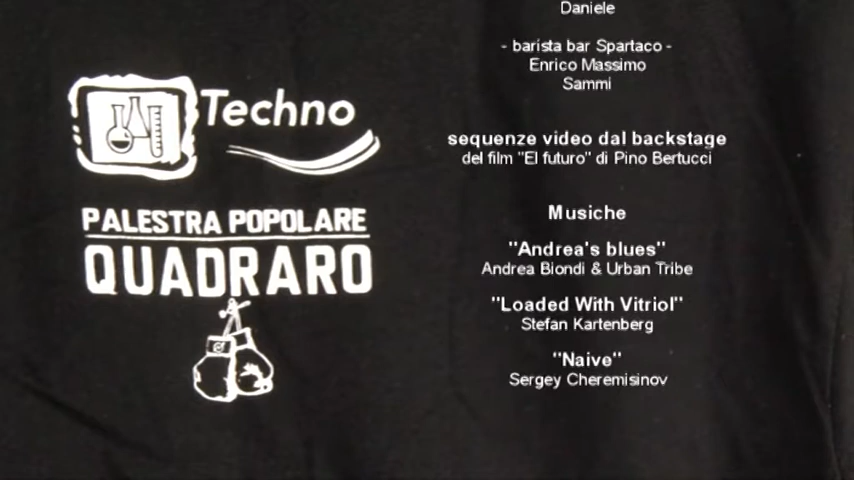 Techno
PALESTRA POPOLARE
QUADRARO
Daniele
- barista bar Spartaco -
Enrico Massimo
Sammi
sequenze video dal backstage
del film "El futuro" di Pino Bertucci
Musiche
"Andrea's blues"
Andrea Biondi & Urban Tribe
"Loaded With Vitriol"
Stefan Kartenberg
"Naive"
Sergey Cheremisinov